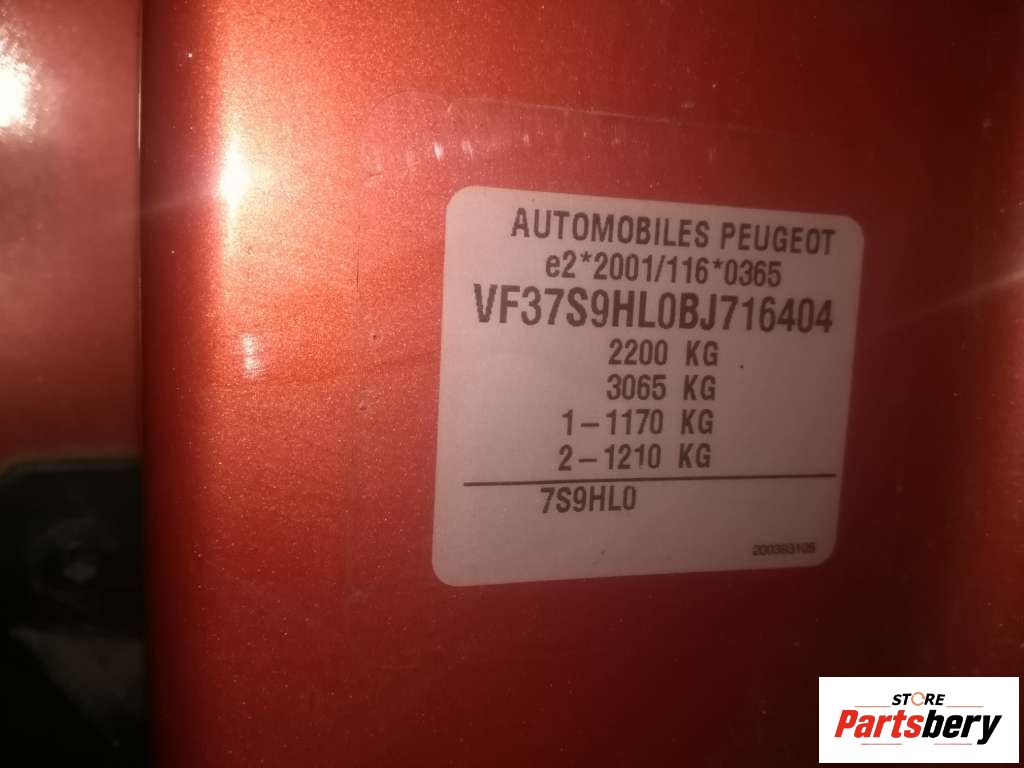 AUTOMOBILES PEUGEOT
e2*2001/116*0365
VF37S9HL0BJ716404
2200 KG
3065 KG
1-1170 KG
2-1210 KG
7S9HL0
200383106
STORE
Partsbery